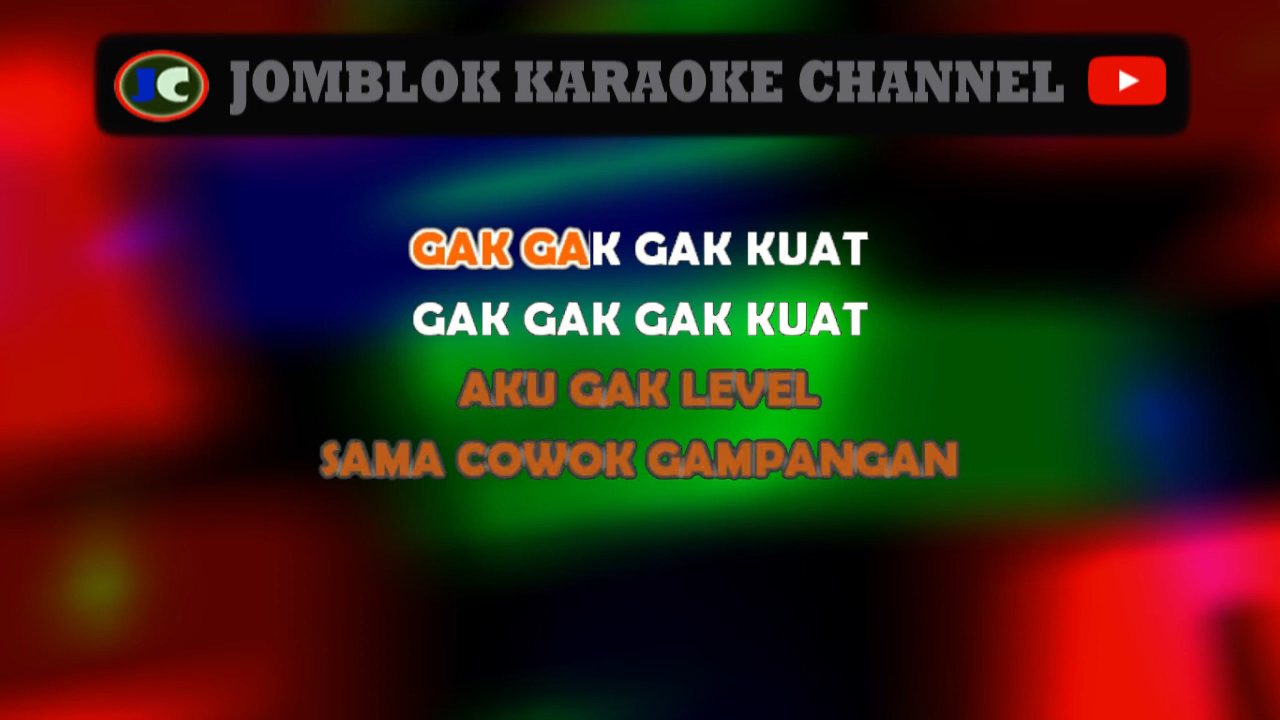 JC JOMBLOK KARAOKE CHANNEL
GAK GAK GAK KUAT
GAK GAK GAK KUAT
AKU GAK LEVEL
SAMA COWOK GAMPANGAN